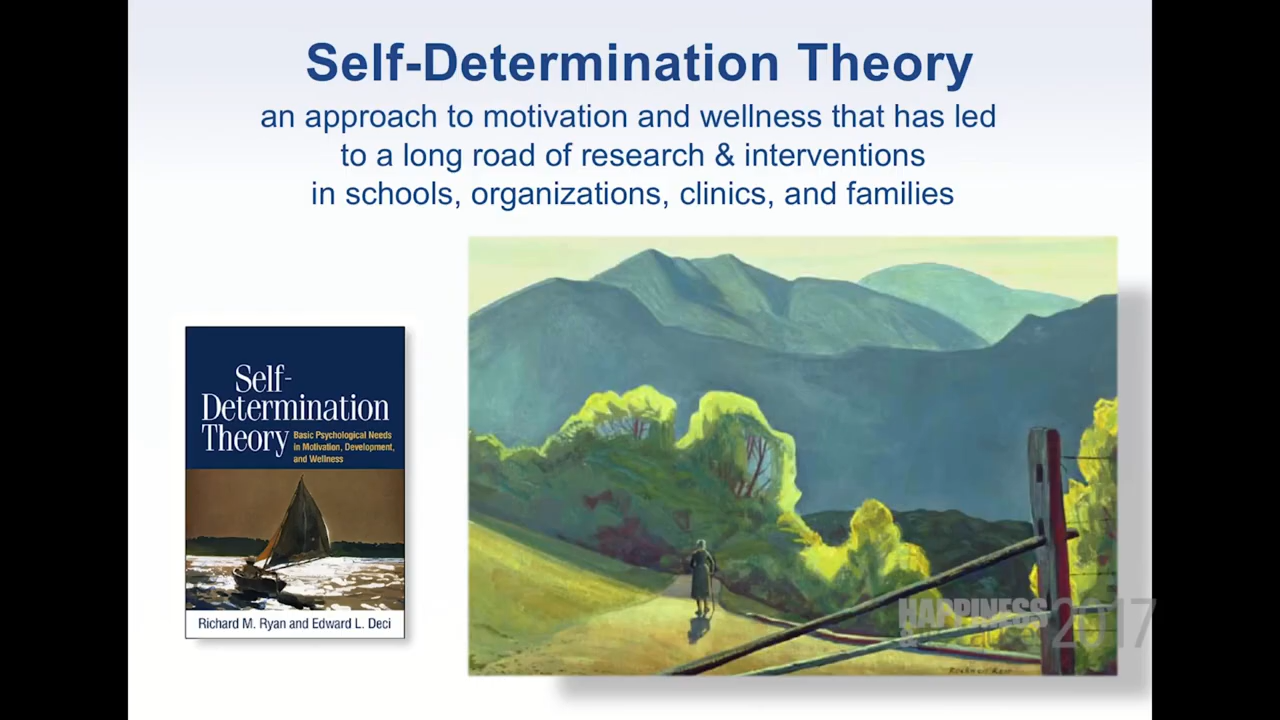 Self-Determination Theory
an approach to motivation and wellness that has led
to a long road of research & interventions
in schools, organizations, clinics, and families
Self-
Determination
Theory
Basic Psychological Needs
in Motivation, Development,
and Wellness
Richard M. Ryan and Edward L. Deci
HAPPINESS
&
2017